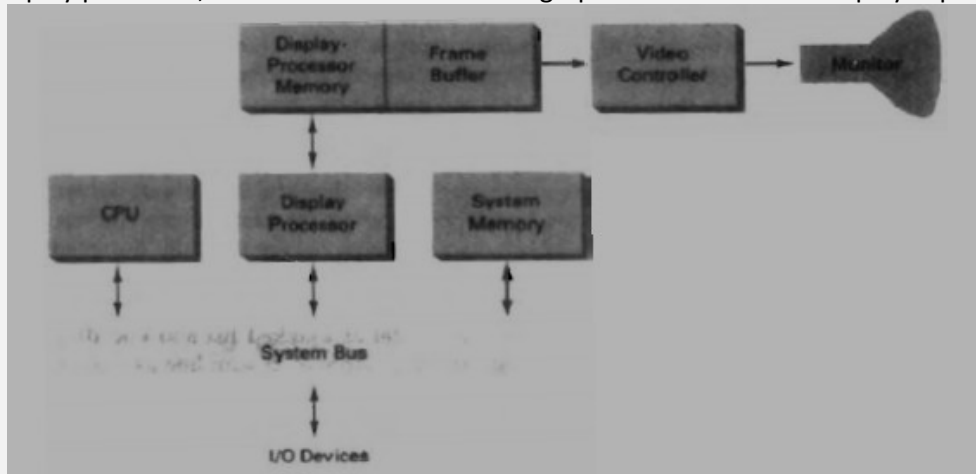 Display-
Processor
Memory
Frame
Buffer
Video
Controller
Monitor
CPU
Display
Processor
System
Memory
System Bus
I/O Devices